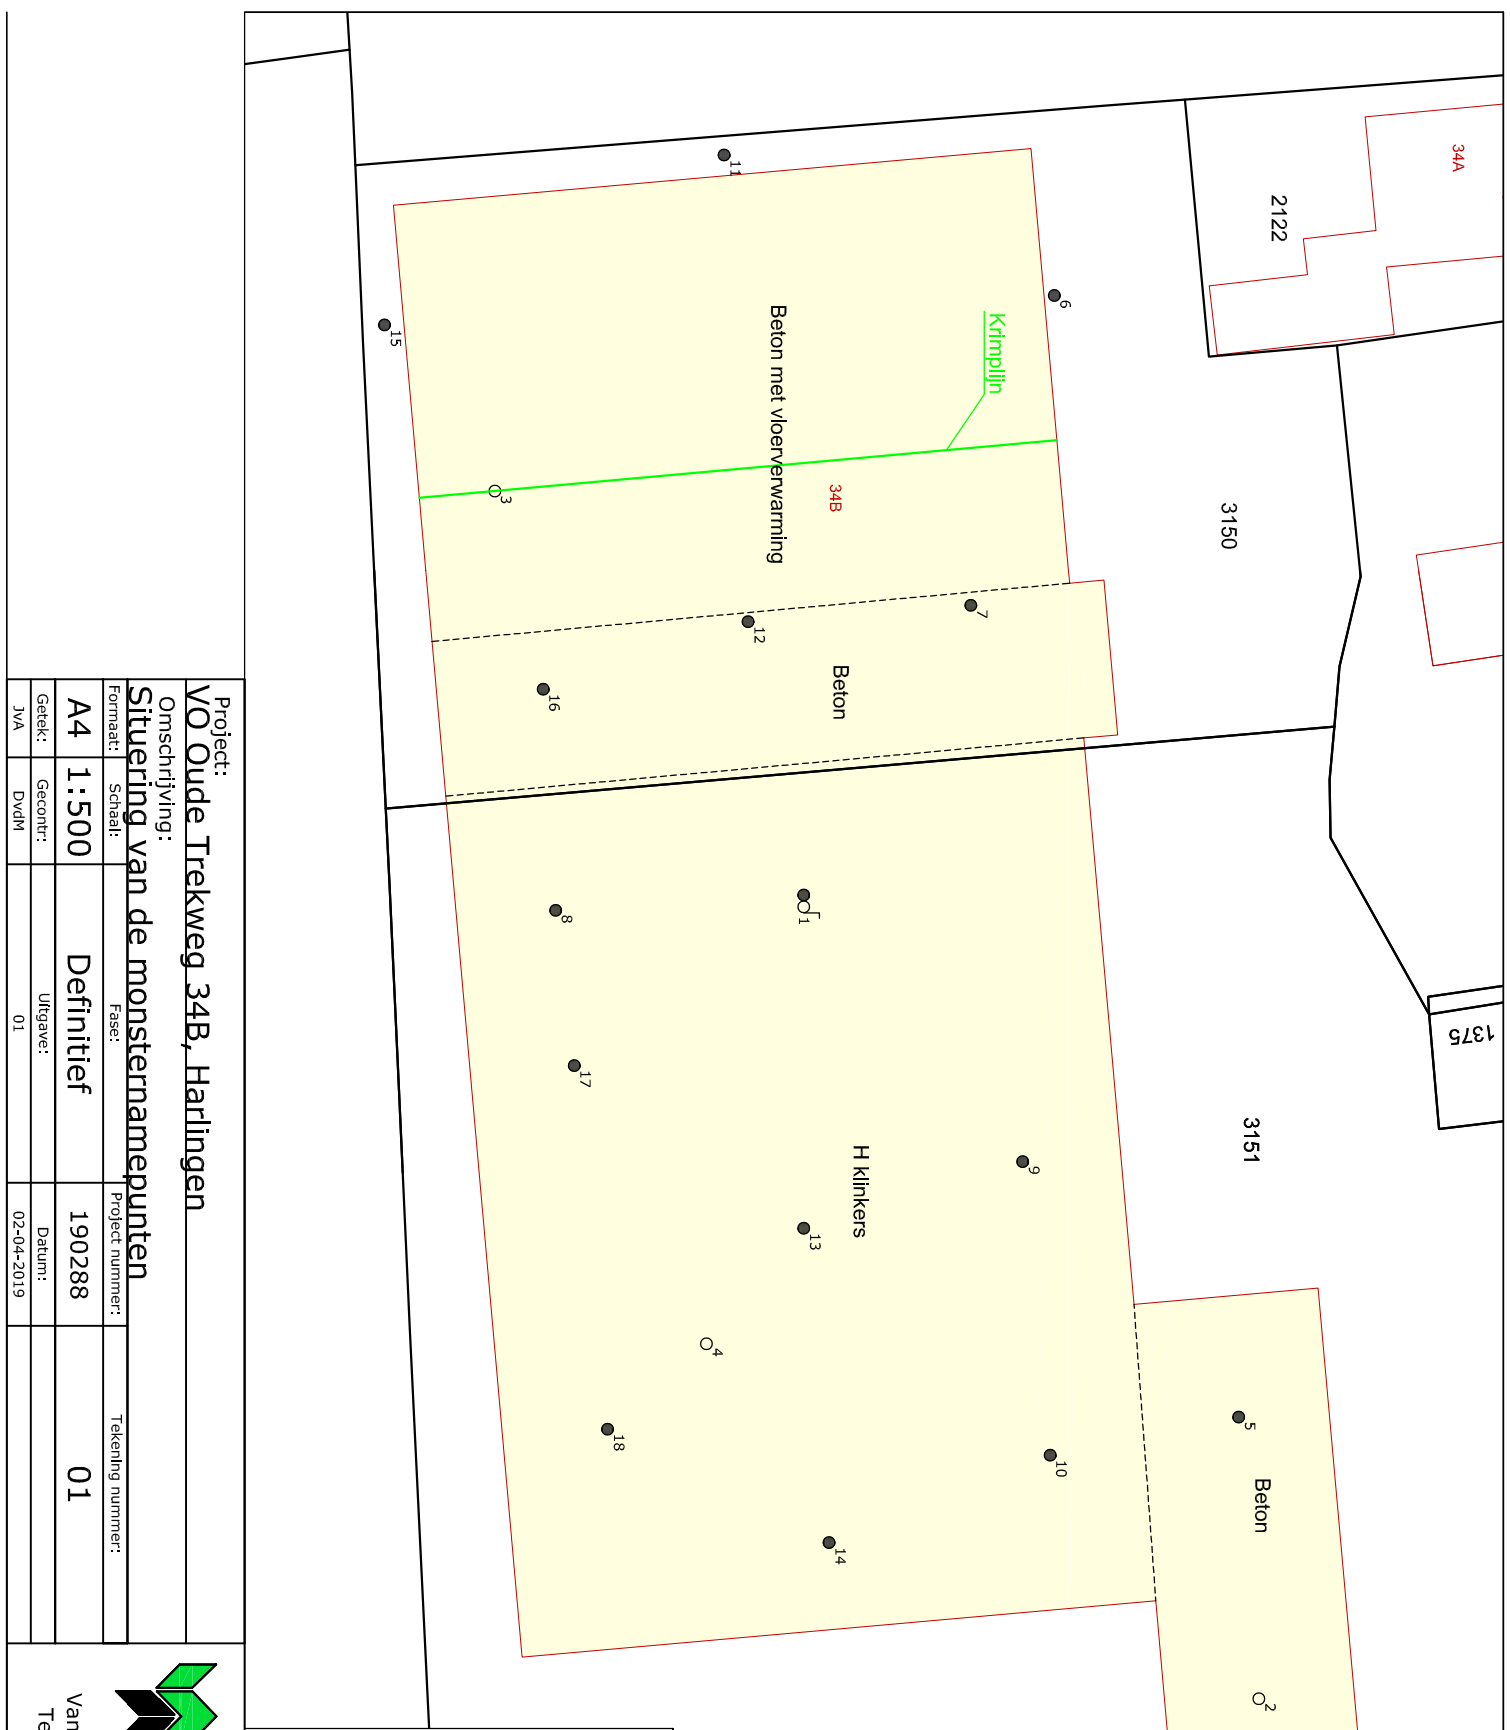 34A
2122
1375
3150
3151
6
Krimplijn
11
Beton met vloerverwarming
34B
15
3
7
12
Beton
16
1
8
17
9
H klinkers
13
4
18
10
14
5
Beton
2
Project:
VO Oude Trekweg 34B, Harlingen
Omschrijving:
Situering van de monsternamepunten
Formaat: Schaal: Fase: Project nummer: Tekening nummer:
A4 1:500 Definitief 190288 01
Getek: Gecontr: Uitgave: Datum:
JvA DvdM 01 02-04-2019
Van
Te